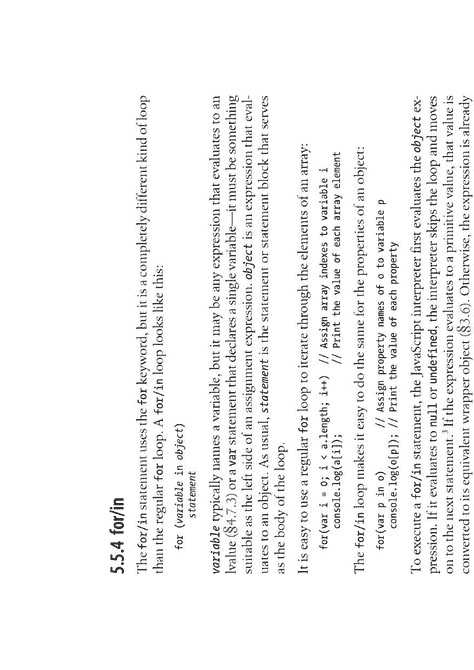 5.5.4 for/in
The for/in statement uses the for keyword, but it is a completely different kind of loop
than the regular for loop. A for/in loop looks like this:
for (variable in object)
statement
variable typically names a variable, but it may be any expression that evaluates to an
lvalue (§4.7.3) or a var statement that declares a single variable—it must be something
suitable as the left side of an assignment expression. object is an expression that eval-
uates to an object. As usual, statement is the statement or statement block that serves
as the body of the loop.
It is easy to use a regular for loop to iterate through the elements of an array:
for(var i = 0; i < a.length; i++) // Assign array indexes to variable i
console.log(a[i]); // Print the value of each array element
The for/in loop makes it easy to do the same for the properties of an object:
for(var p in o) // Assign property names of o to variable p
console.log(o[p]); // Print the value of each property
To execute a for/in statement, the JavaScript interpreter first evaluates the object ex-
pression. If it evaluates to null or undefined, the interpreter skips the loop and moves
on to the next statement.3 If the expression evaluates to a primitive value, that value is
converted to its equivalent wrapper object (§3.6). Otherwise, the expression is already